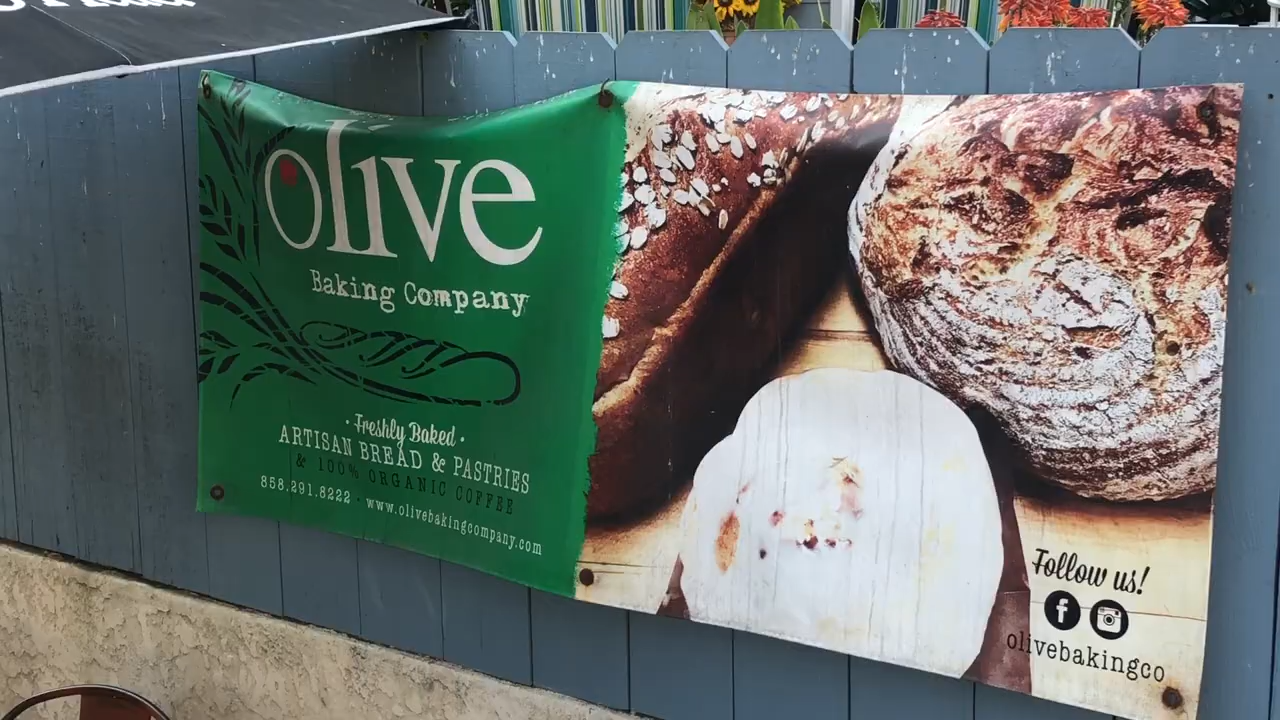 olive
Baking Company
· Freshly Baked ·
ARTISAN BREAD & PASTRIES
& 100% ORGANIC COFFEE
858.291.8222 · www.olivebakingcompany.com
Follow us!
olivebakingco